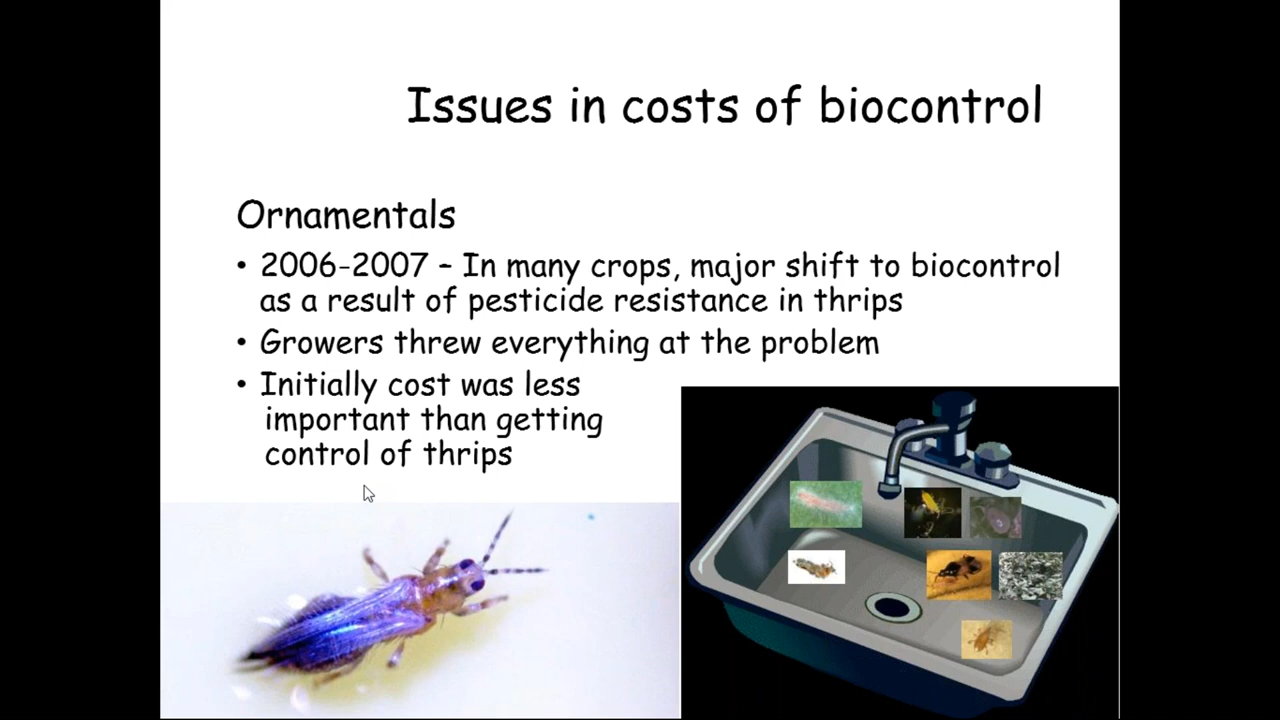 Issues in costs of biocontrol
Ornamentals
• 2006-2007 – In many crops, major shift to biocontrol
as a result of pesticide resistance in thrips
• Growers threw everything at the problem
• Initially cost was less
important than getting
control of thrips